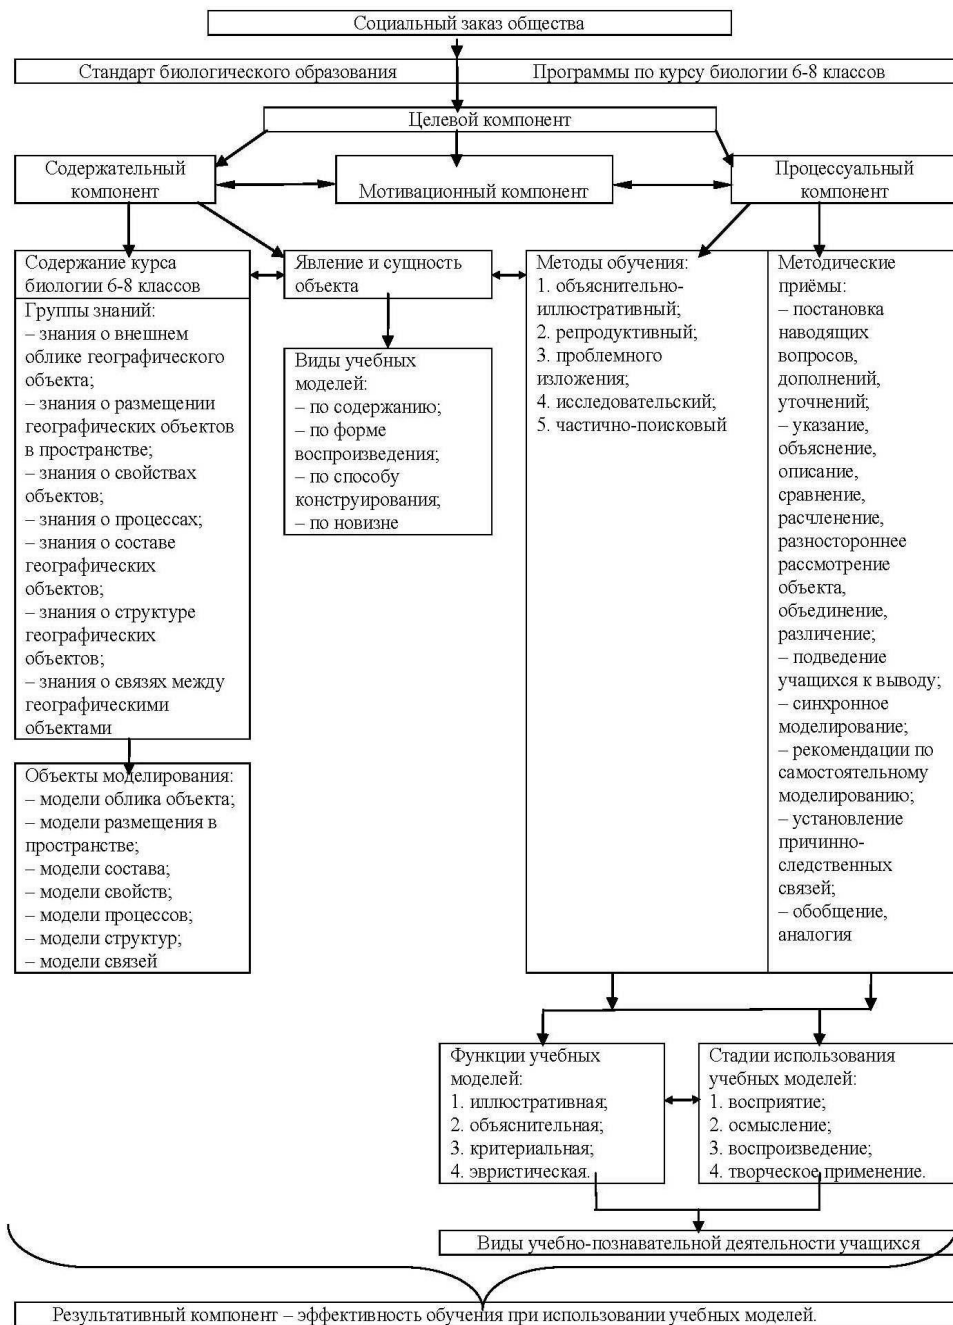 Социальный заказ общества
Стандарт биологического образования
Программы по курсу биологии 6-8 классов
Целевой компонент
Содержательный
компонент
Мотивационный компонент
Процессуальный
компонент
Содержание курса
биологии 6-8 классов
Группы знаний:
– знания о внешнем
облике географического
объекта;
– знания о размещении
географических объектов
в пространстве;
– знания о свойствах
объектов;
– знания о процессах;
– знания о составе
географических
объектов;
– знания о структуре
географических
объектов;
– знания о связях между
географическими
объектами
Объекты моделирования:
– модели облика объекта;
– модели размещения в
пространстве;
– модели состава;
– модели свойств;
– модели процессов;
– модели структур;
– модели связей
Явление и сущность
объекта
Виды учебных
моделей:
– по содержанию;
– по форме
воспроизведения;
– по способу
конструирования;
– по новизне
Методы обучения:
1. объяснительно-
иллюстративный;
2. репродуктивный;
3. проблемного
изложения;
4. исследовательский;
5. частично-поисковый
Методические
приёмы:
– постановка
наводящих
вопросов,
дополнений,
уточнений;
– указание,
объяснение,
описание,
сравнение,
расчленение,
разностороннее
рассмотрение
объекта,
объединение,
различение;
– подведение
учащихся к выводу;
– синхронное
моделирование;
– рекомендации по
самостоятельному
моделированию;
– установление
причинно-
следственных
связей;
– обобщение,
аналогия
Функции учебных
моделей:
1. иллюстративная;
2. объяснительная;
3. критериальная;
4. эвристическая.
Стадии использования
учебных моделей:
1. восприятие;
2. осмысление;
3. воспроизведение;
4. творческое применение.
Виды учебно-познавательной деятельности учащихся
Результативный компонент – эффективность обучения при использовании учебных моделей.